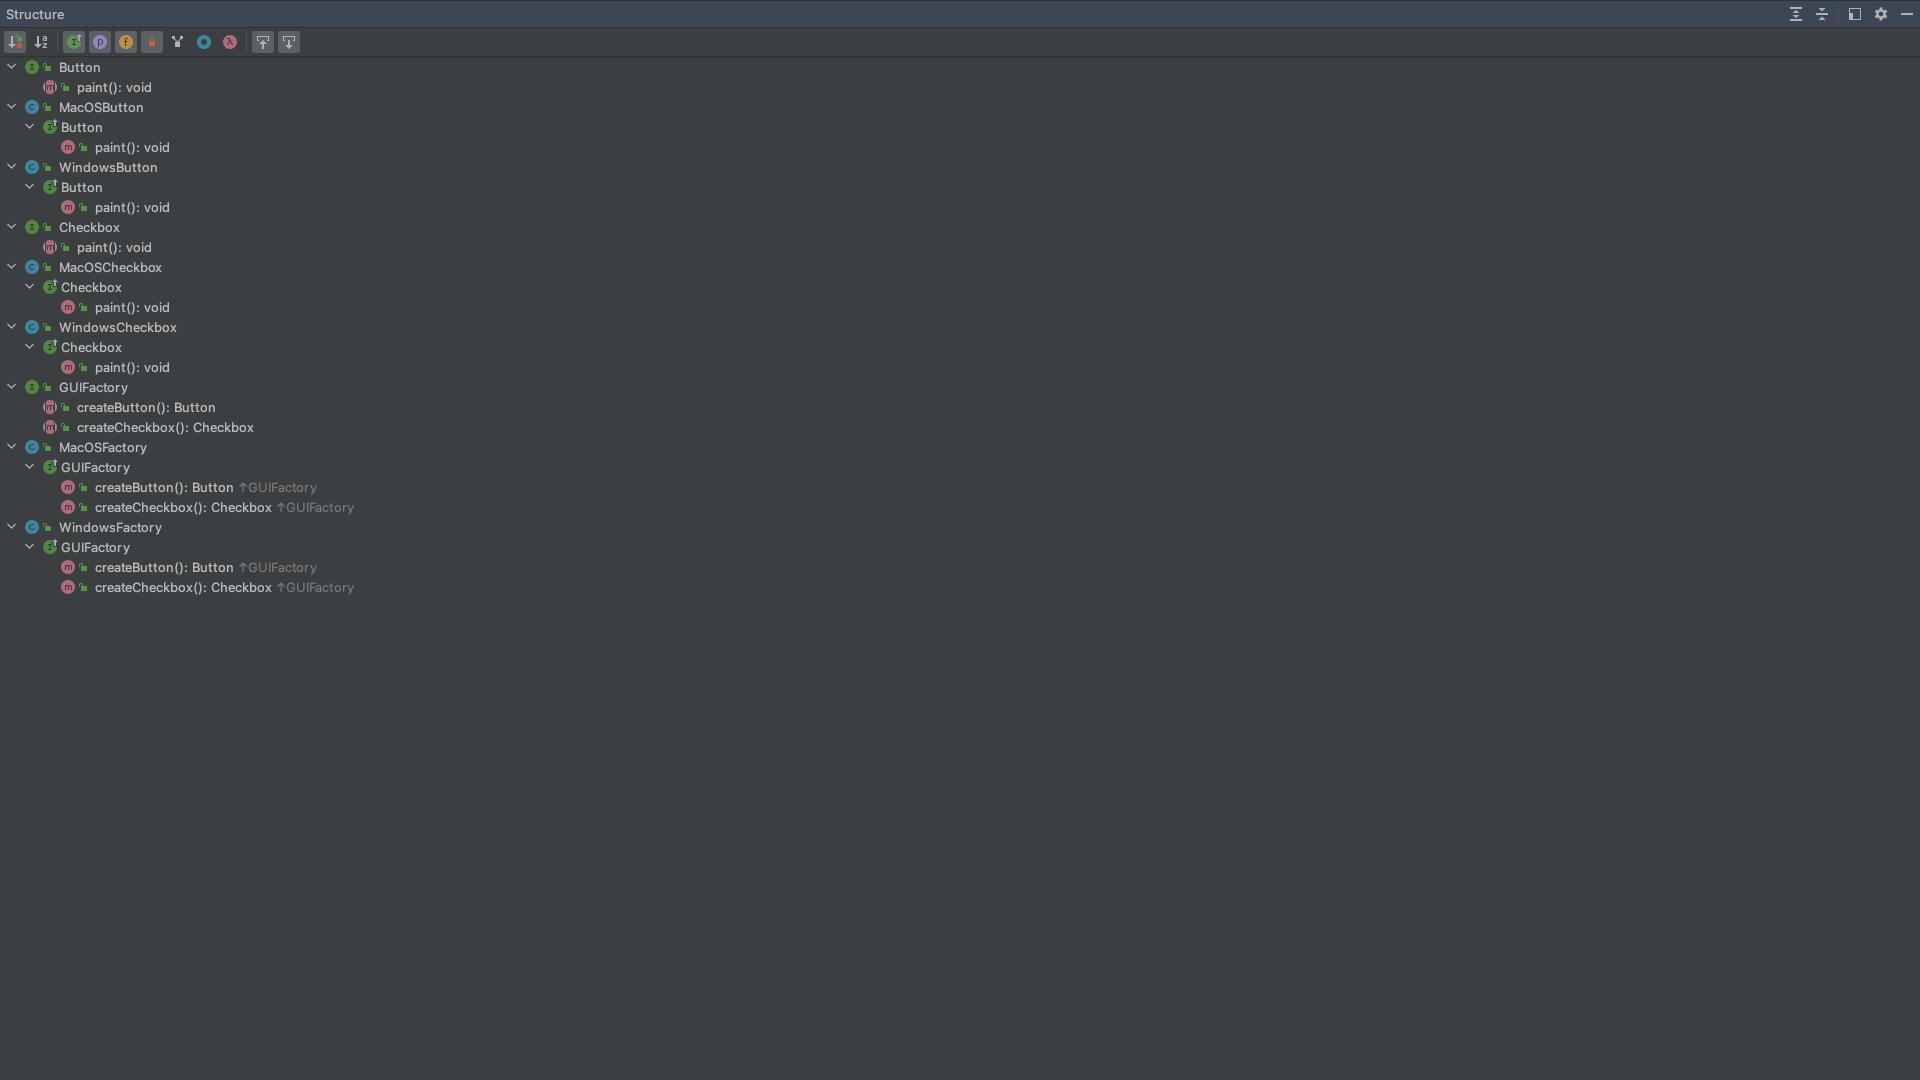 Structure
Button
paint(): void
MacOSButton
Button
paint(): void
WindowsButton
Button
paint(): void
Checkbox
paint(): void
MacOSCheckbox
Checkbox
paint(): void
WindowsCheckbox
Checkbox
paint(): void
GUIFactory
createButton(): Button
createCheckbox(): Checkbox
MacOSFactory
GUIFactory
createButton(): Button ↑GUIFactory
createCheckbox(): Checkbox ↑GUIFactory
WindowsFactory
GUIFactory
createButton(): Button ↑GUIFactory
createCheckbox(): Checkbox ↑GUIFactory